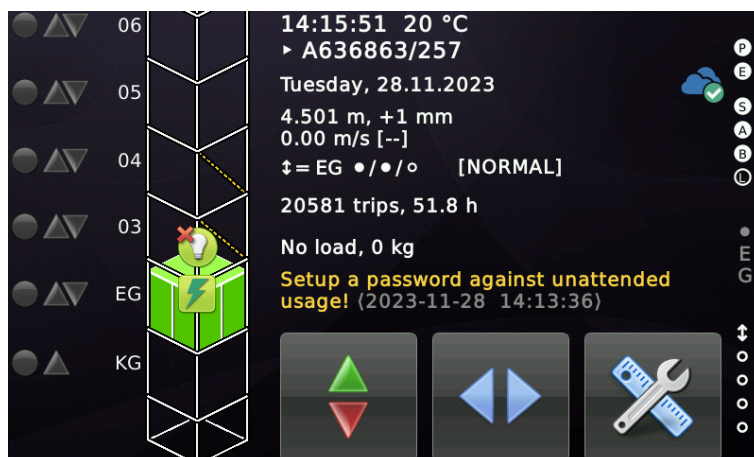 06
05
04
03
EG
KG
14:15:51 20 °C
‣ A636863/257
Tuesday, 28.11.2023
4.501 m, +1 mm
0.00 m/s [--]
↕= EG •/•/○ [NORMAL]
20581 trips, 51.8 h
No load, 0 kg
Setup a password against unattended
usage! (2023-11-28 14:13:36)
P
E
S
A
B
L
E
G